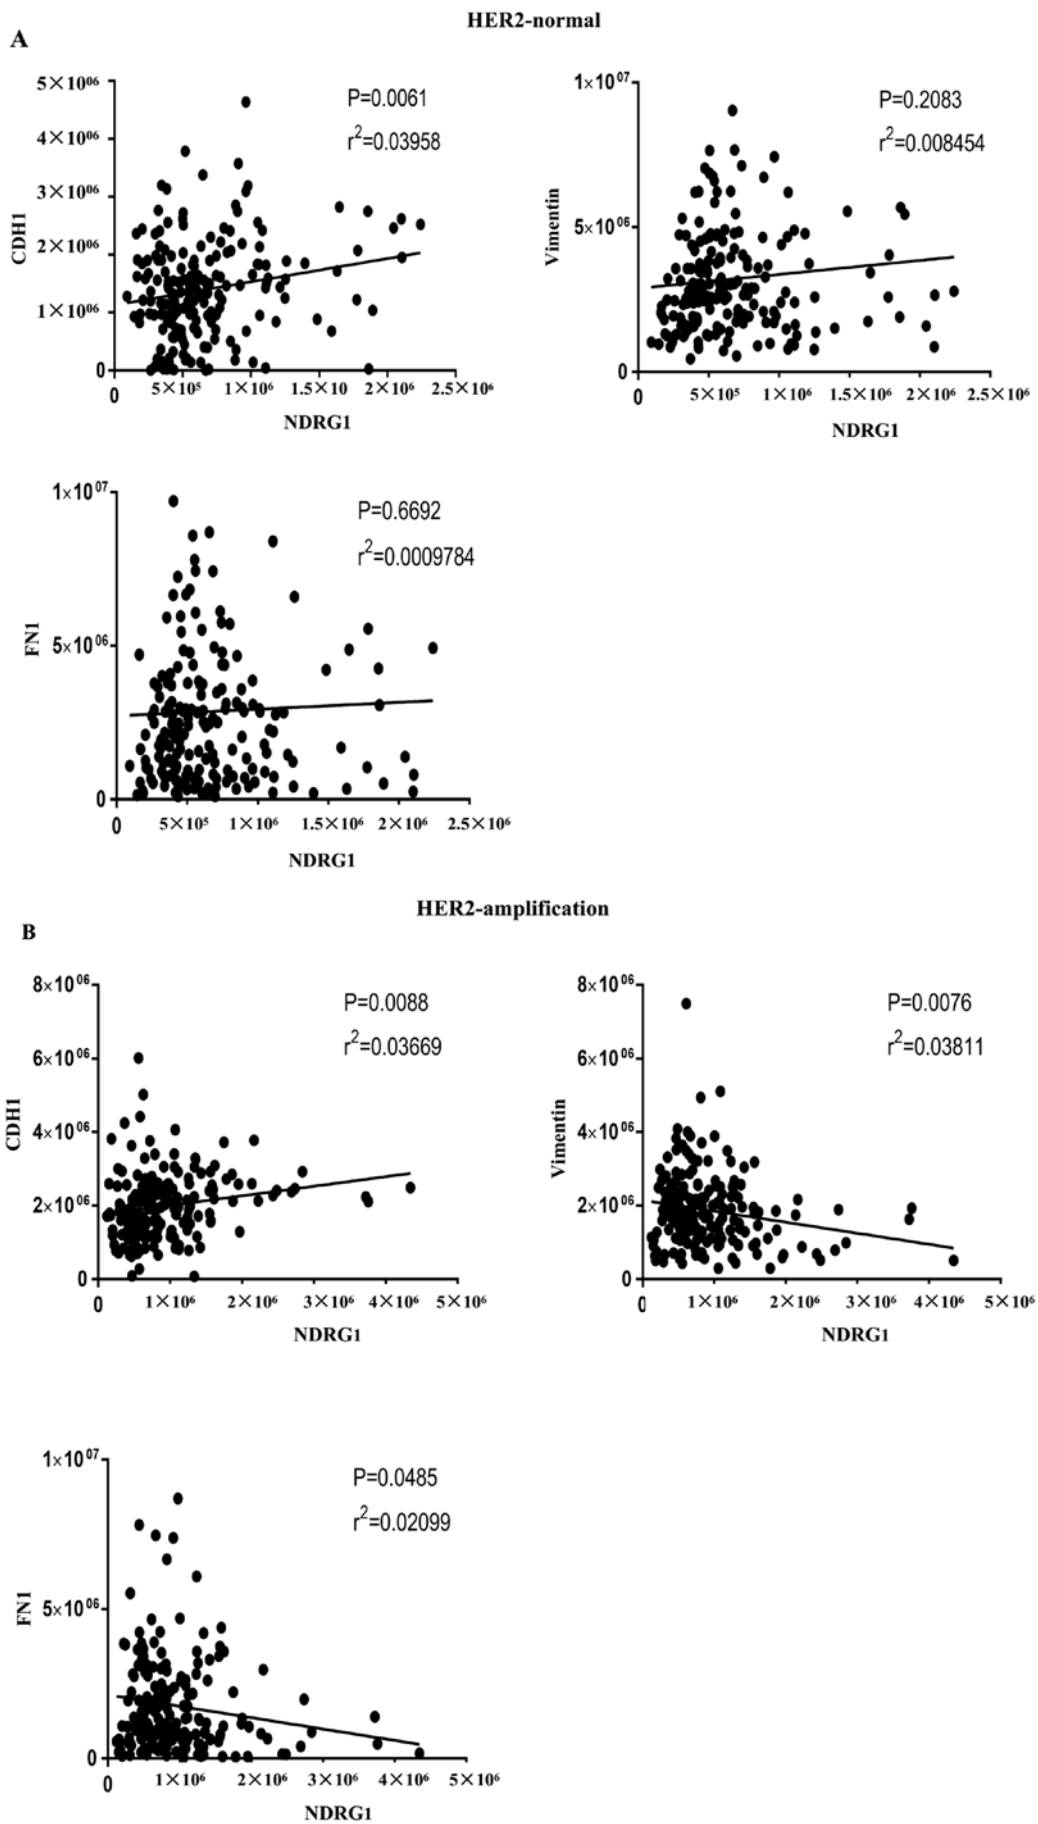 HER2-normal
A
P=0.0061
r²=0.03958
CDH1
5×10⁰⁶
4×10⁰⁶
3×10⁰⁶
2×10⁰⁶
1×10⁰⁶
0
0 5×10⁵ 1×10⁶ 1.5×10 2×10⁶ 2.5×10⁶
NDRG1
P=0.2083
r²=0.008454
Vimentin
1×10⁰⁷
5×10⁰⁶
0
0 5×10⁵ 1×10⁶ 1.5×10⁶ 2×10⁶ 2.5×10⁶
NDRG1
P=0.6692
r²=0.0009784
FN1
1×10⁰⁷
5×10⁰⁶
0
0 5×10⁵ 1×10⁶ 1.5×10⁶ 2×10⁶ 2.5×10⁶
NDRG1
HER2-amplification
B
P=0.0088
r²=0.03669
CDH1
8×10⁰⁶
6×10⁰⁶
4×10⁰⁶
2×10⁰⁶
0
0 1×10⁶ 2×10⁶ 3×10⁶ 4×10⁶ 5×10⁶
NDRG1
P=0.0076
r²=0.03811
Vimentin
8×10⁰⁶
6×10⁰⁶
4×10⁰⁶
2×10⁰⁶
0
0 1×10⁶ 2×10⁶ 3×10⁶ 4×10⁶ 5×10⁶
NDRG1
P=0.0485
r²=0.02099
FN1
1×10⁰⁷
5×10⁰⁶
0
0 1×10⁶ 2×10⁶ 3×10⁶ 4×10⁶ 5×10⁶
NDRG1